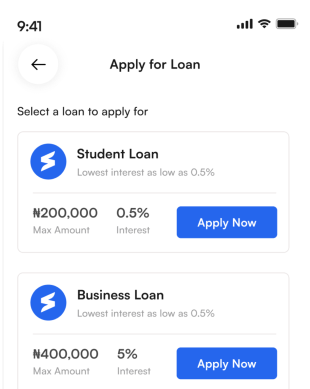 9:41
Apply for Loan
Select a loan to apply for
Student Loan
Lowest interest as low as 0.5%
₦200,000 0.5%
Max Amount Interest
Apply Now
Business Loan
Lowest interest as low as 0.5%
₦400,000 5%
Max Amount Interest
Apply Now